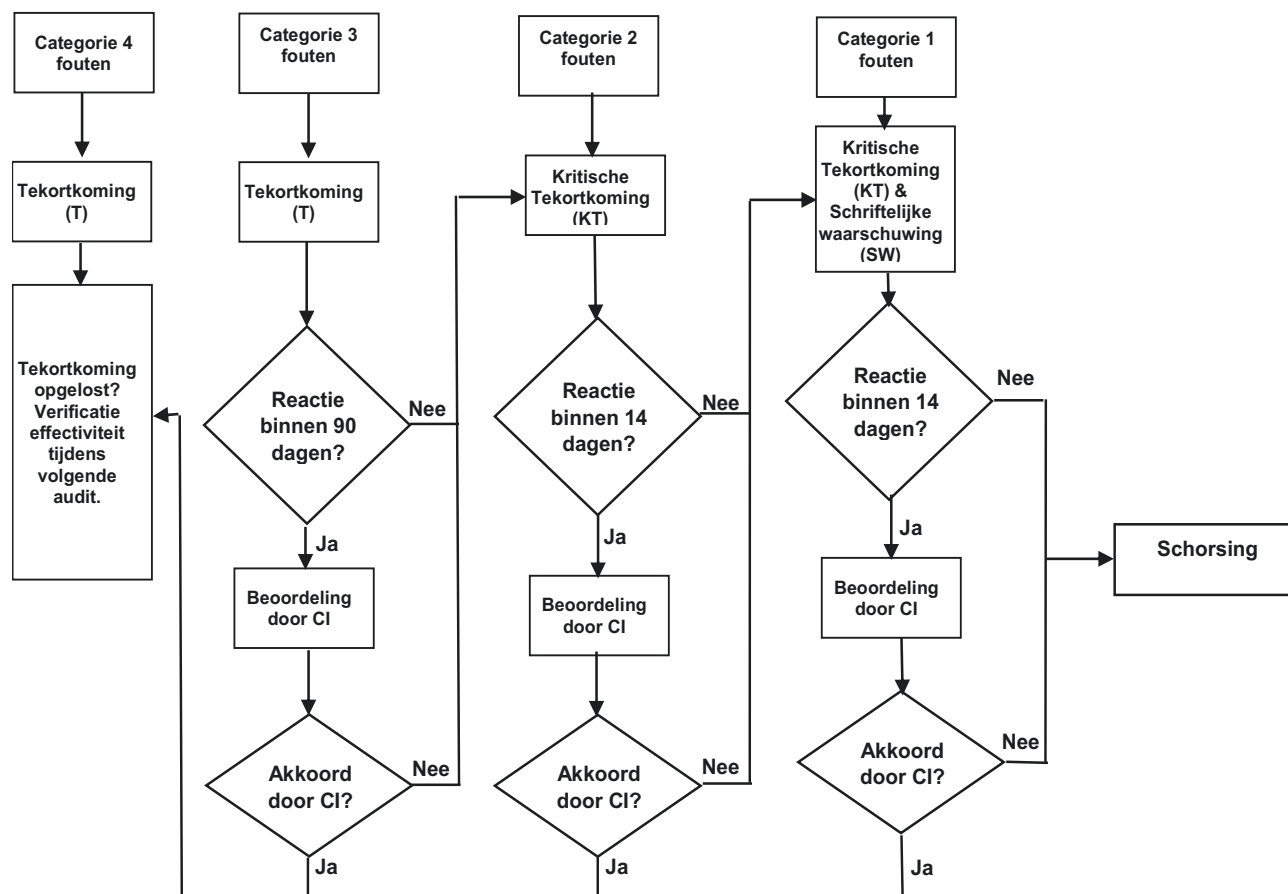 Categorie 4
fouten
Tekortkoming
(T)
Tekortkoming
opgelost?
Verificatie
effectiviteit
tijdens
volgende
audit.
Categorie 3
fouten
Tekortkoming
(T)
Reactie
binnen 90
dagen?
Nee
Ja
Beoordeling
door CI
Akkoord
door CI?
Nee
Ja
Categorie 2
fouten
Kritische
Tekortkoming
(KT)
Reactie
binnen 14
dagen?
Nee
Ja
Beoordeling
door CI
Akkoord
door CI?
Nee
Ja
Categorie 1
fouten
Kritische
Tekortkoming
(KT) &
Schriftelijke
waarschuwing
(SW)
Reactie
binnen 14
dagen?
Nee
Ja
Beoordeling
door CI
Akkoord
door CI?
Nee
Ja
Schorsing